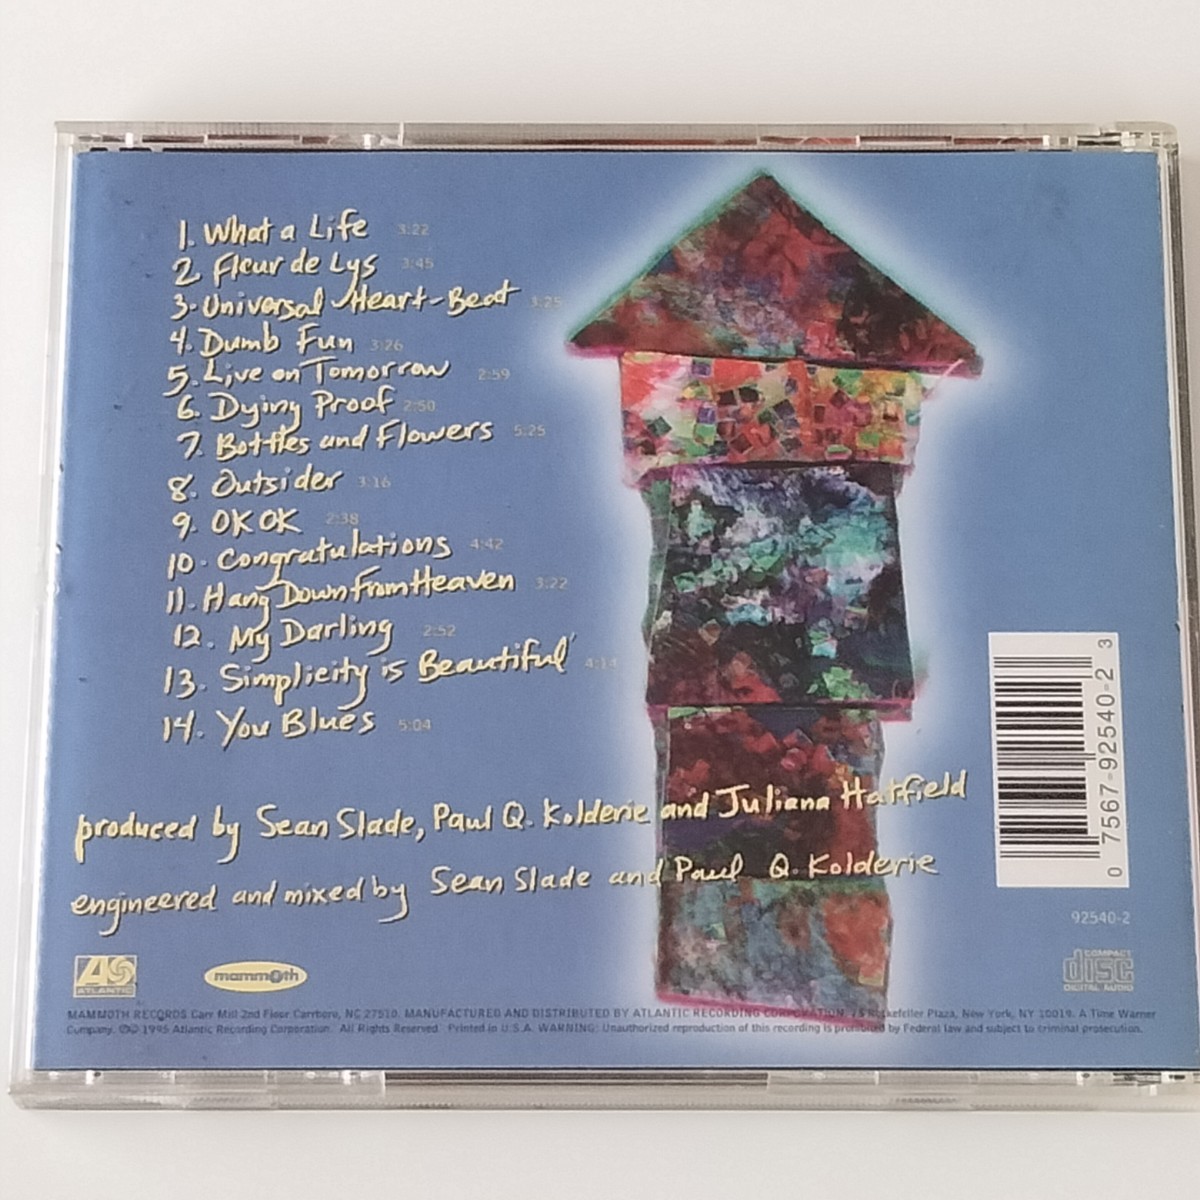 1. What a Life 3:22
2 Fleur de Lys 3:45
3. Universal Heart-Beat 3:25
4. Dumb Fun 3:26
5. Live on Tomorrow 2:59
6. Dying Proof 2:50
7. Bottles and Flowers 5:25
8. Outsider 3:16
9. OK OK 2:38
10. Congratulations 4:42
11. Hang Down From Heaven 3:22
12. My Darling 2:52
13. Simplicity is Beautiful 4:14
14. You Blues 5:04
produced by Sean Slade, Paul Q. Kolderie and Juliana Hatfield
engineered and mixed by Sean Slade and Paul Q. Kolderie
0 7567-92540-2 3
92540-2
ATLANTIC
mammoth
COMPACT
disc
DIGITAL AUDIO
MAMMOTH RECORDS Carr Mill 2nd Floor Carrboro, NC 27510. MANUFACTURED AND DISTRIBUTED BY ATLANTIC RECORDING CORPORATION, 75 Rockefeller Plaza, New York, NY 10019. A Time Warner
Company. ℗© 1995 Atlantic Recording Corporation. All Rights Reserved. Printed in U.S.A. WARNING: Unauthorized reproduction of this recording is prohibited by Federal law and subject to criminal prosecution.